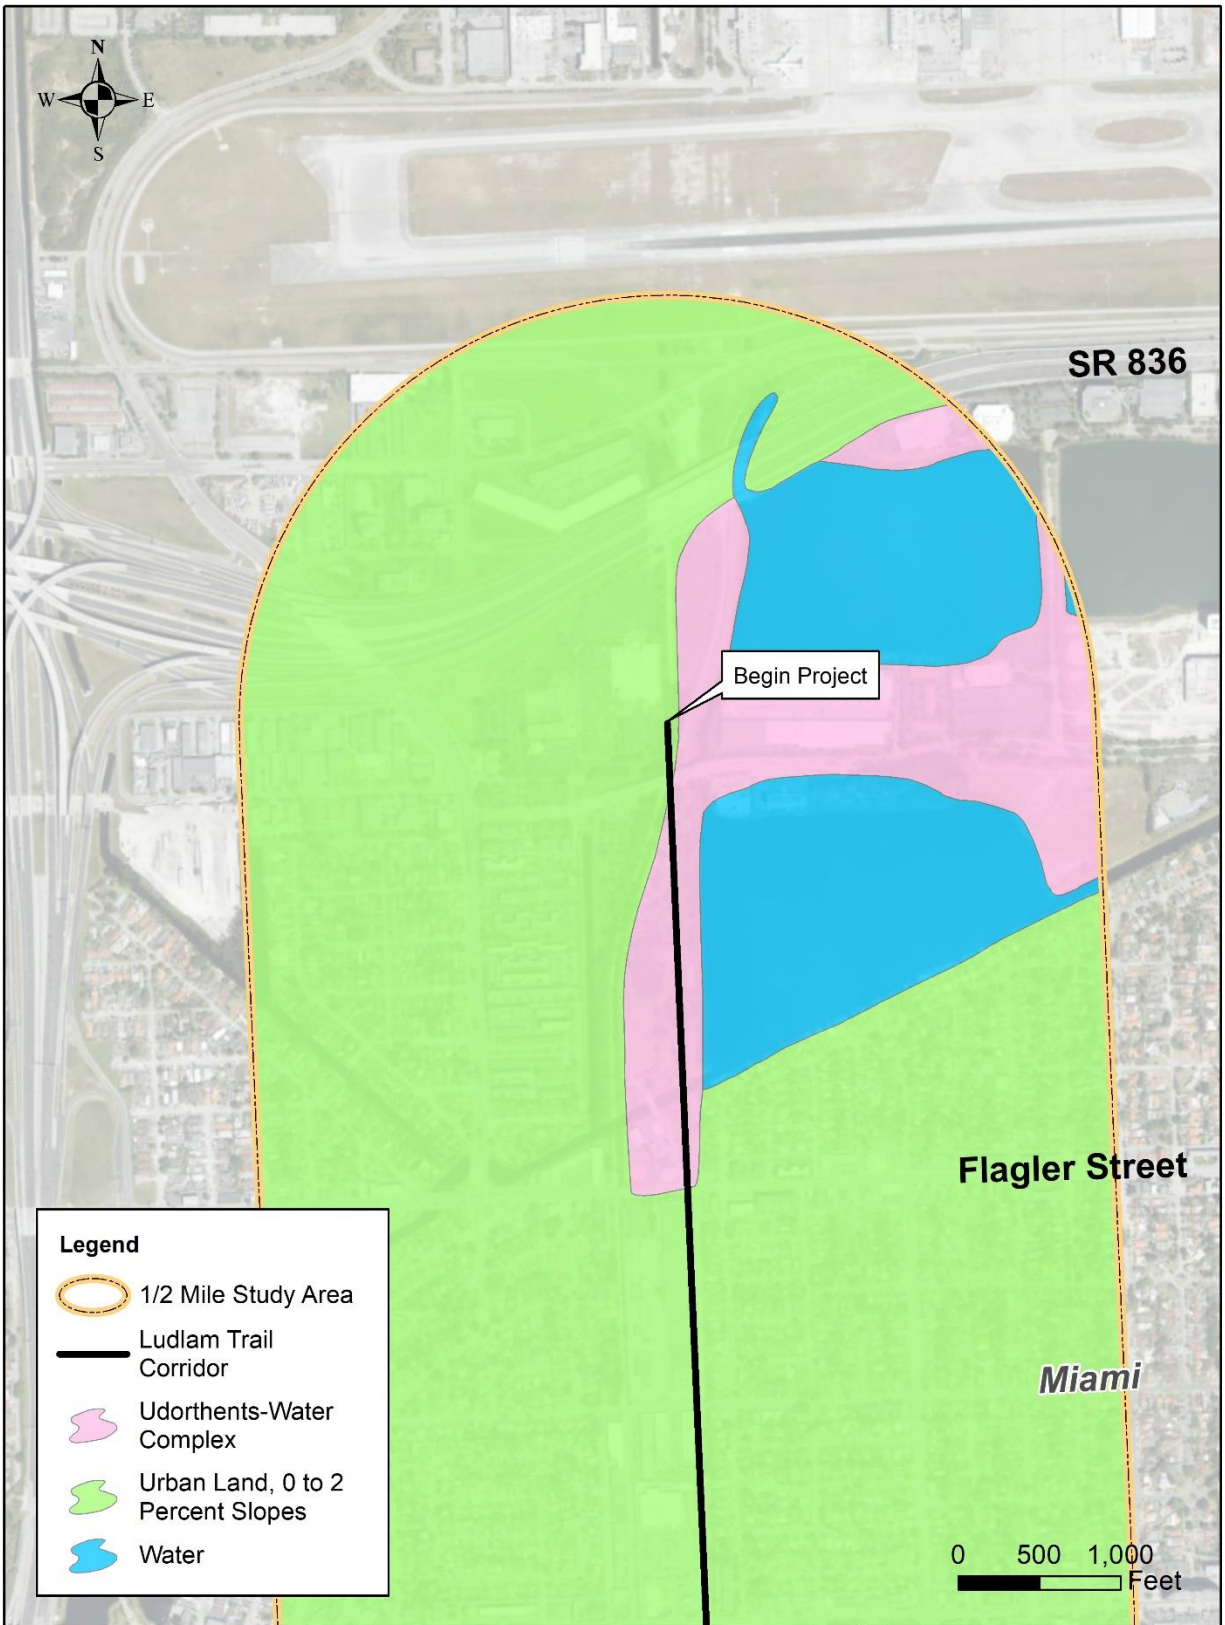 N
W E
S
SR 836
Begin Project
Flagler Street
Legend
1/2 Mile Study Area
Ludlam Trail
Corridor
Udorthents-Water
Complex
Urban Land, 0 to 2
Percent Slopes
Water
Miami
0 500 1,000
Feet